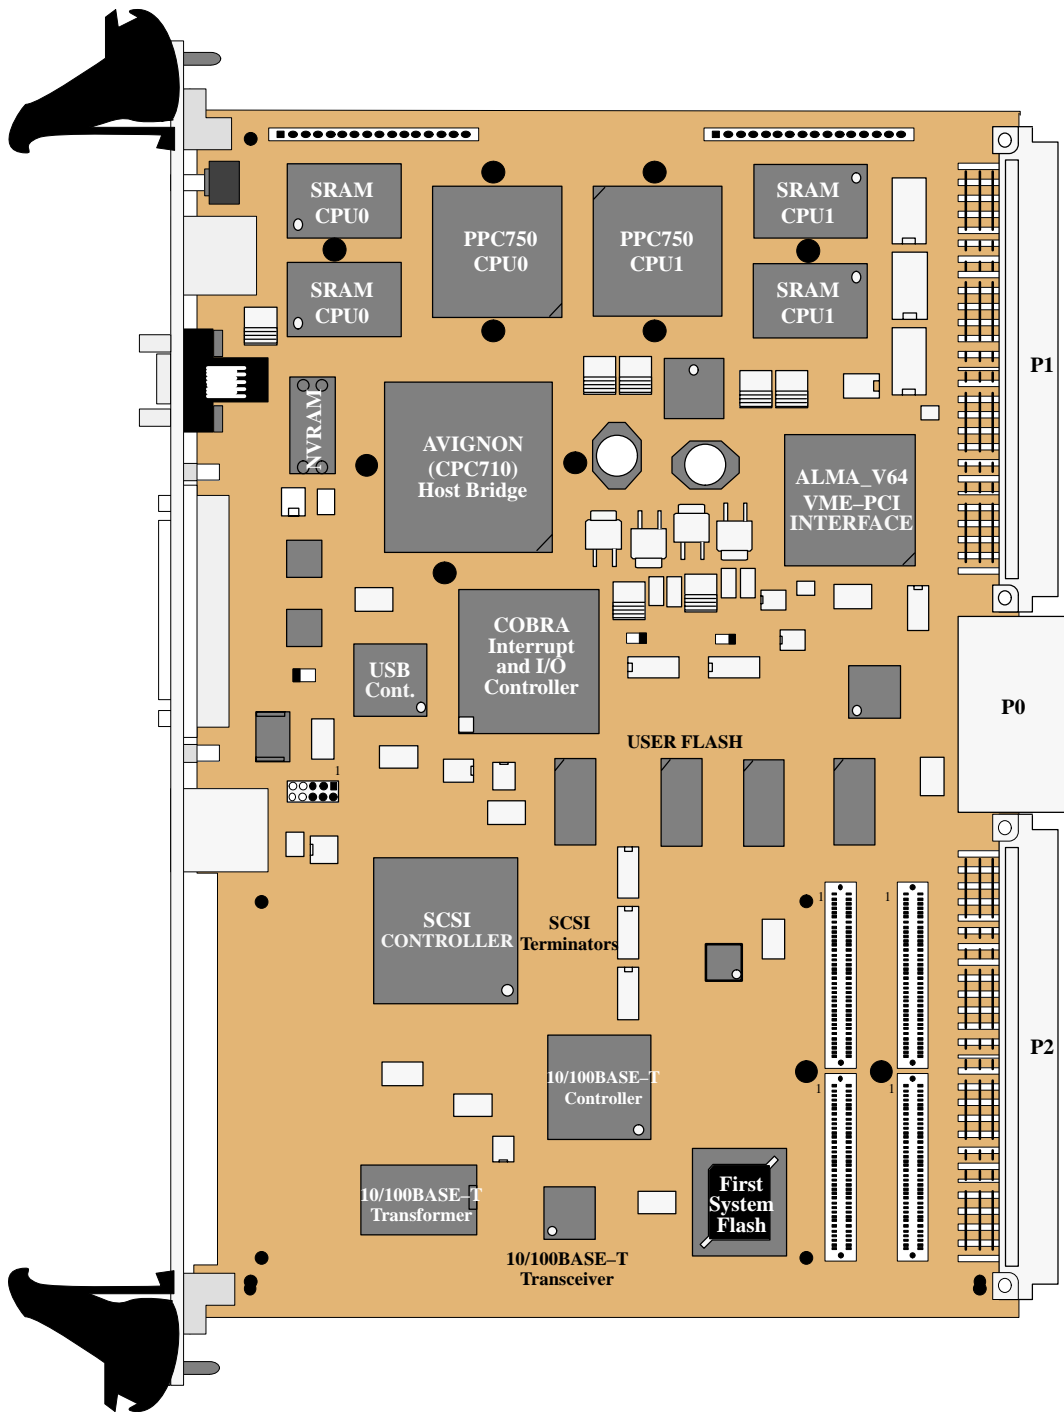 SRAM
CPU0
PPC750
CPU0
PPC750
CPU1
SRAM
CPU1
SRAM
CPU0
SRAM
CPU1
P1
NVRAM
AVIGNON
(CPC710)
Host Bridge
ALMA_V64
VME–PCI
INTERFACE
COBRA
Interrupt
and I/O
Controller
USB
Cont.
P0
USER FLASH
1
1
1
SCSI
CONTROLLER
SCSI
Terminators
P2
10/100BASE–T
Controller
1
1
10/100BASE–T
Transformer
First
System
Flash
10/100BASE–T
Transceiver